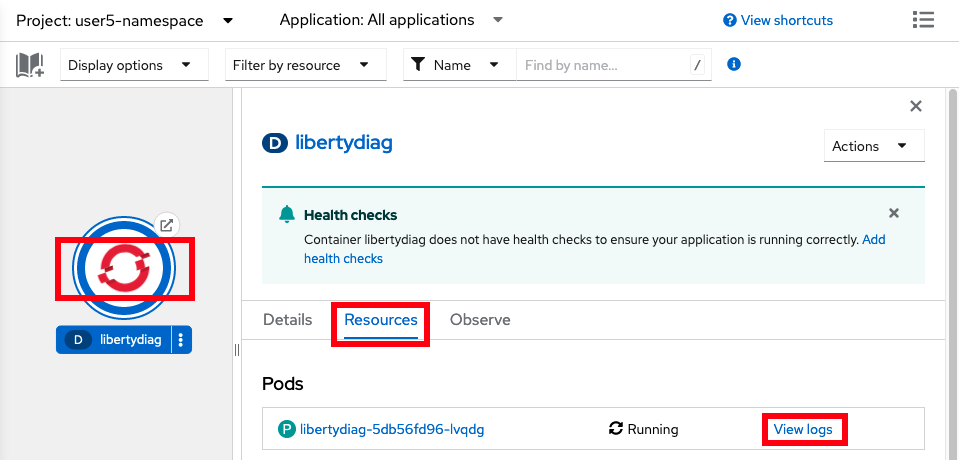 Project: user5-namespace
Application: All applications
View shortcuts
Display options
Filter by resource
Name
Find by name...
/
D libertydiag
Actions
Health checks
Container libertydiag does not have health checks to ensure your application is running correctly. Add
health checks
D libertydiag
Details
Resources
Observe
Pods
P libertydiag-5db56fd96-lvqdg
Running
View logs